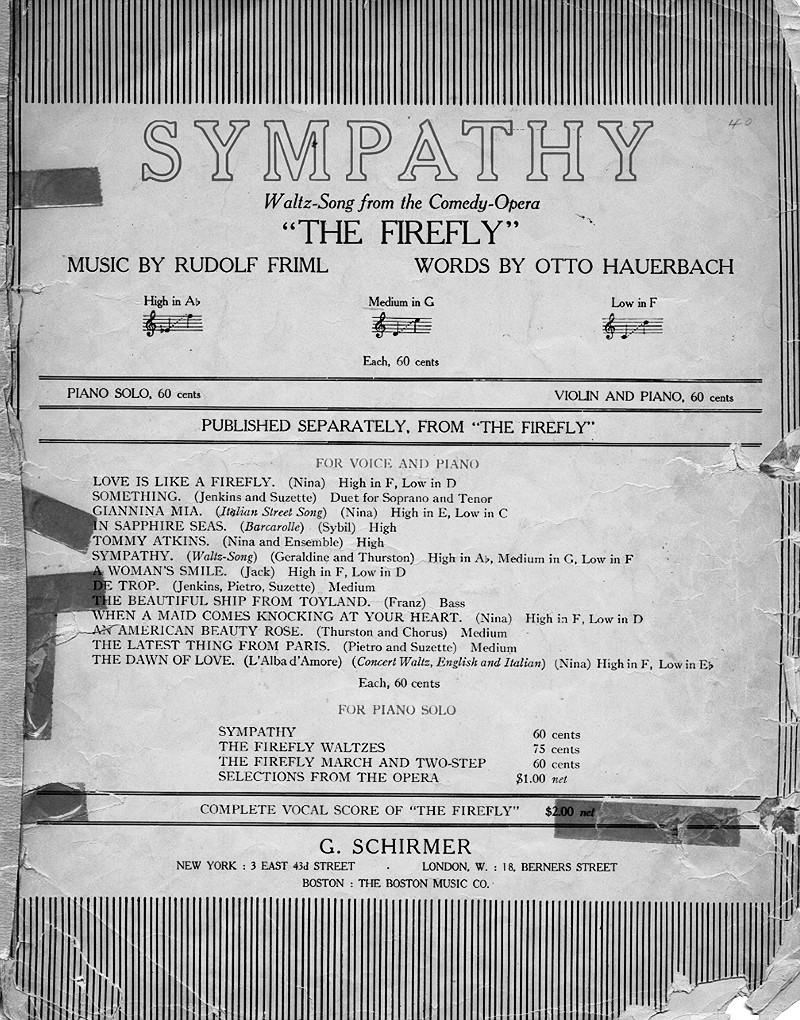 40
SYMPATHY
Waltz-Song from the Comedy-Opera
"THE FIREFLY"
MUSIC BY RUDOLF FRIML WORDS BY OTTO HAUERBACH
High in A♭ Medium in G Low in F
Each, 60 cents
PIANO SOLO, 60 cents VIOLIN AND PIANO, 60 cents
PUBLISHED SEPARATELY, FROM "THE FIREFLY"
FOR VOICE AND PIANO
LOVE IS LIKE A FIREFLY. (Nina) High in F, Low in D
SOMETHING. (Jenkins and Suzette) Duet for Soprano and Tenor
GIANNINA MIA. (Italian Street Song) (Nina) High in E, Low in C
IN SAPPHIRE SEAS. (Barcarolle) (Sybil) High
TOMMY ATKINS. (Nina and Ensemble) High
SYMPATHY. (Waltz-Song) (Geraldine and Thurston) High in A♭, Medium in G, Low in F
A WOMAN'S SMILE. (Jack) High in F, Low in D
DE TROP. (Jenkins, Pietro, Suzette) Medium
THE BEAUTIFUL SHIP FROM TOYLAND. (Franz) Bass
WHEN A MAID COMES KNOCKING AT YOUR HEART. (Nina) High in F, Low in D
AN AMERICAN BEAUTY ROSE. (Thurston and Chorus) Medium
THE LATEST THING FROM PARIS. (Pietro and Suzette) Medium
THE DAWN OF LOVE. (L'Alba d'Amore) (Concert Waltz, English and Italian) (Nina) High in F, Low in E♭
Each, 60 cents
FOR PIANO SOLO
SYMPATHY 60 cents
THE FIREFLY WALTZES 75 cents
THE FIREFLY MARCH AND TWO-STEP 60 cents
SELECTIONS FROM THE OPERA $1.00 net
COMPLETE VOCAL SCORE OF "THE FIREFLY" $2.00 net
G. SCHIRMER
NEW YORK : 3 EAST 43d STREET · LONDON, W. : 18, BERNERS STREET
BOSTON : THE BOSTON MUSIC CO.